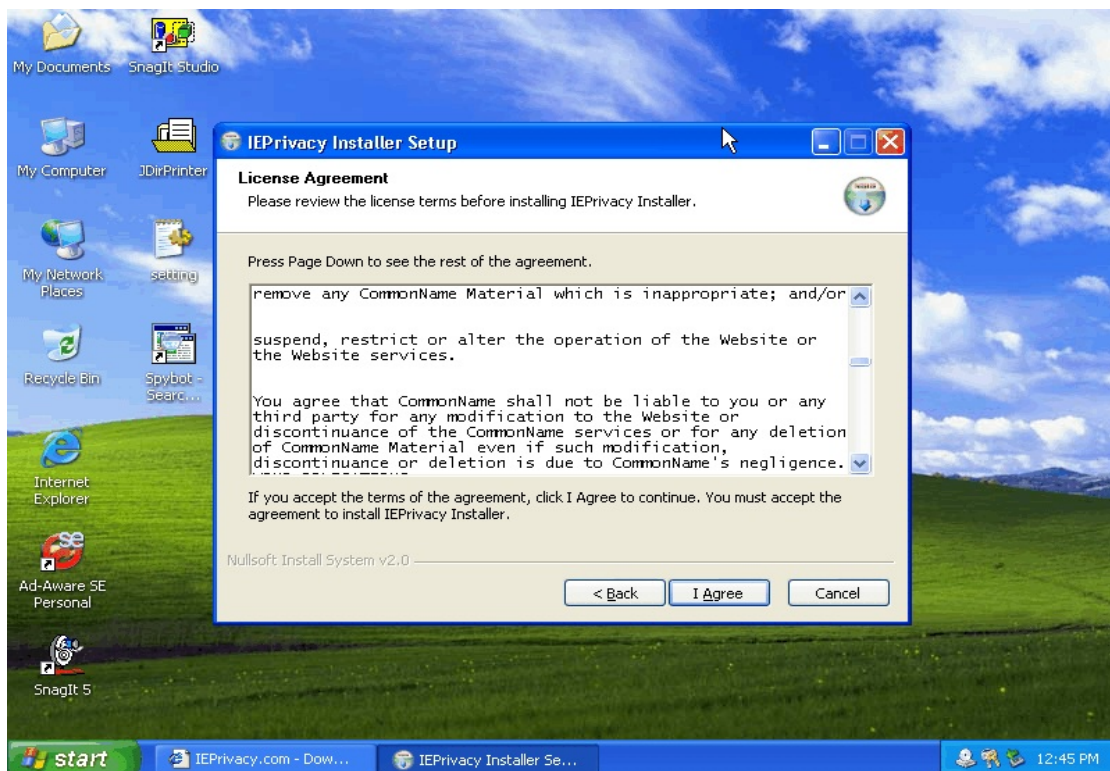 My Documents
SnagIt Studio
My Computer
JDirPrinter
My Network
Places
setting
Recycle Bin
Spybot -
Searc...
Internet
Explorer
Ad-Aware SE
Personal
SnagIt 5
IEPrivacy Installer Setup
License Agreement
Please review the license terms before installing IEPrivacy Installer.
Press Page Down to see the rest of the agreement.
remove any CommonName Material which is inappropriate; and/or
suspend, restrict or alter the operation of the Website or
the Website services.
You agree that CommonName shall not be liable to you or any
third party for any modification to the Website or
discontinuance of the CommonName services or for any deletion
of CommonName Material even if such modification,
discontinuance or deletion is due to CommonName's negligence.
If you accept the terms of the agreement, click I Agree to continue. You must accept the
agreement to install IEPrivacy Installer.
Nullsoft Install System v2.0
< Back
I Agree
Cancel
start
IEPrivacy.com - Dow...
IEPrivacy Installer Se...
12:45 PM